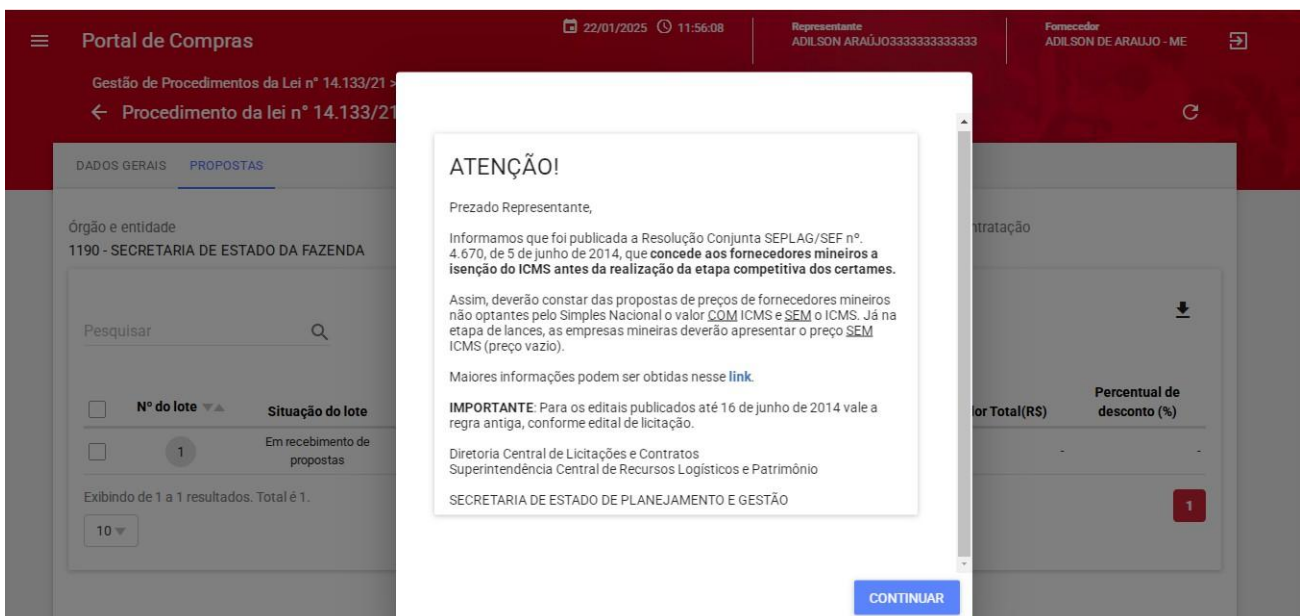 22/01/2025 11:56:08
Representante
ADILSON ARAÚJO3333333333333
Fornecedor
ADILSON DE ARAUJO - ME
Portal de Compras
Gestão de Procedimentos da Lei n° 14.133/21 >
Procedimento da lei n° 14.133/21
DADOS GERAIS PROPOSTAS
Órgão e entidade
1190 - SECRETARIA DE ESTADO DA FAZENDA
ntratação
Pesquisar
Nº do lote
Situação do lote
or Total(R$)
Percentual de
desconto (%)
1
Em recebimento de
propostas
- -
Exibindo de 1 a 1 resultados. Total é 1.
10
1
ATENÇÃO!
Prezado Representante,
Informamos que foi publicada a Resolução Conjunta SEPLAG/SEF nº.
4.670, de 5 de junho de 2014, que concede aos fornecedores mineiros a
isenção do ICMS antes da realização da etapa competitiva dos certames.
Assim, deverão constar das propostas de preços de fornecedores mineiros
não optantes pelo Simples Nacional o valor COM ICMS e SEM o ICMS. Já na
etapa de lances, as empresas mineiras deverão apresentar o preço SEM
ICMS (preço vazio).
Maiores informações podem ser obtidas nesse link.
IMPORTANTE: Para os editais publicados até 16 de junho de 2014 vale a
regra antiga, conforme edital de licitação.
Diretoria Central de Licitações e Contratos
Superintendência Central de Recursos Logísticos e Patrimônio
SECRETARIA DE ESTADO DE PLANEJAMENTO E GESTÃO
CONTINUAR